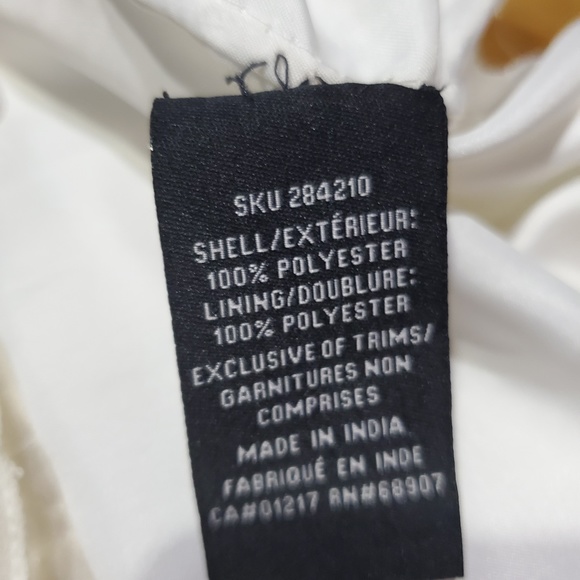 SKU 284210
SHELL/EXTÉRIEUR:
100% POLYESTER
LINING/DOUBLURE:
100% POLYESTER
EXCLUSIVE OF TRIMS/
GARNITURES NON
COMPRISES
MADE IN INDIA
FABRIQUÉ EN INDE
CA#01217 RN#68907